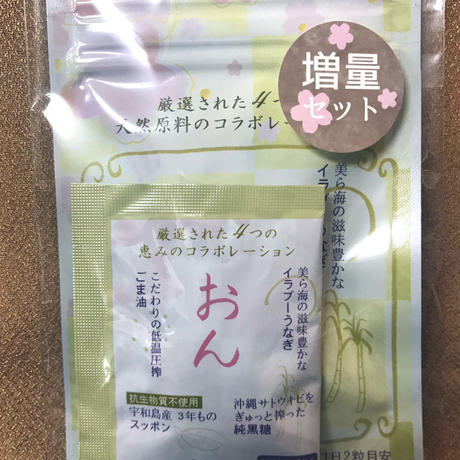 増量
セット
厳選された4つ
天然原料のコラボレー
美ら海の滋味豊かな
イラブー
厳選された4つの
恵みのコラボレーション
美ら海の滋味豊かな
イラブーうなぎ
おん
こだわりの低温圧搾
ごま油
抗生物質不使用
宇和島産 3年もの
スッポン
沖縄サトウキビを
ぎゅっと搾った
純黒糖
1日2粒目安